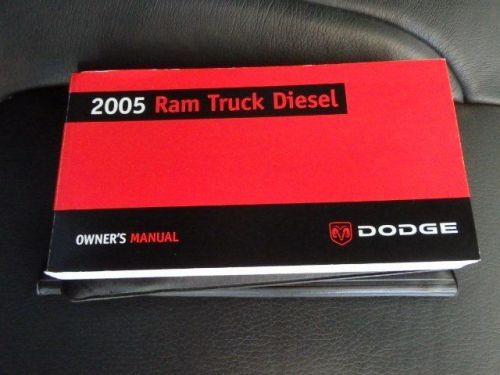 2005 Ram Truck Diesel
OWNER'S MANUAL
DODGE